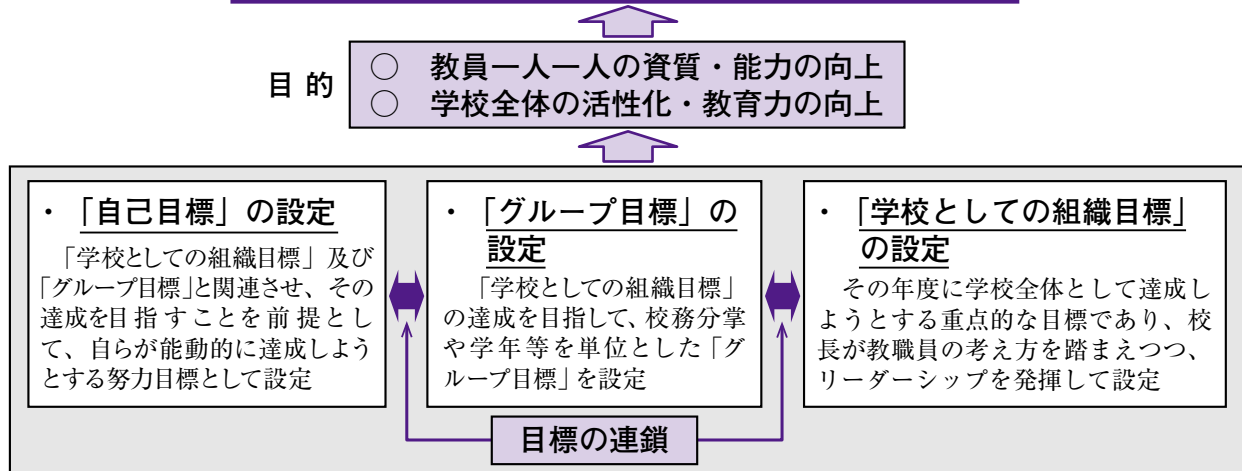 目的
○ 教員一人一人の資質・能力の向上
○ 学校全体の活性化・教育力の向上
・「自己目標」の設定
「学校としての組織目標」及び
「グループ目標」と関連させ、その
達成を目指すことを前提とし
て、自らが能動的に達成しよう
とする努力目標として設定
・「グループ目標」の
設定
「学校としての組織目標」
の達成を目指して、校務分掌
や学年等を単位とした「グ
ループ目標」を設定
・「学校としての組織目標」
の設定
その年度に学校全体として達成し
ようとする重点的な目標であり、校
長が教職員の考え方を踏まえつつ、
リーダーシップを発揮して設定
目標の連鎖